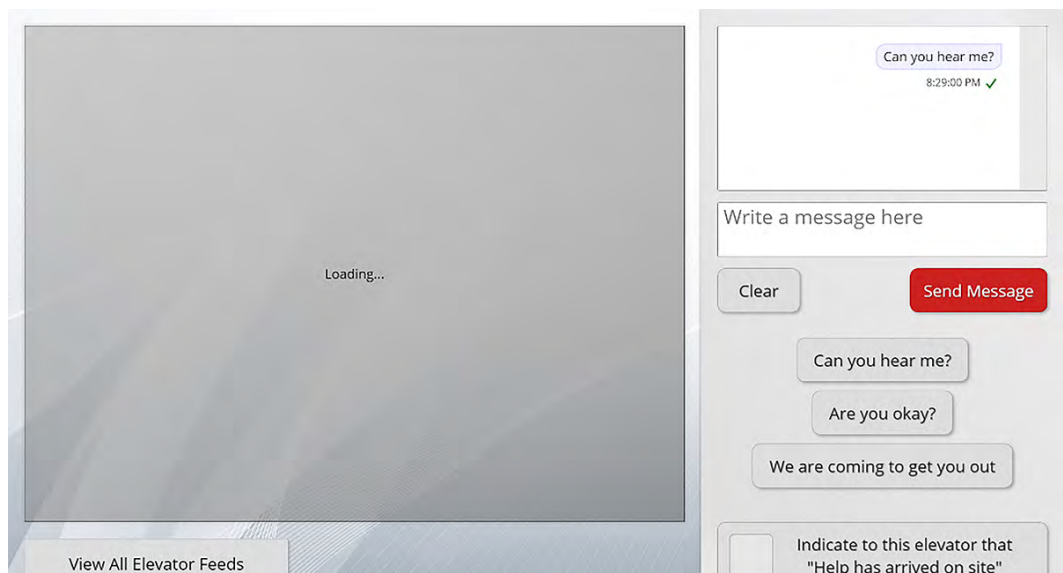 Can you hear me?
8:29:00 PM
Write a message here
Loading...
Clear
Send Message
Can you hear me?
Are you okay?
We are coming to get you out
View All Elevator Feeds
Indicate to this elevator that
"Help has arrived on site"